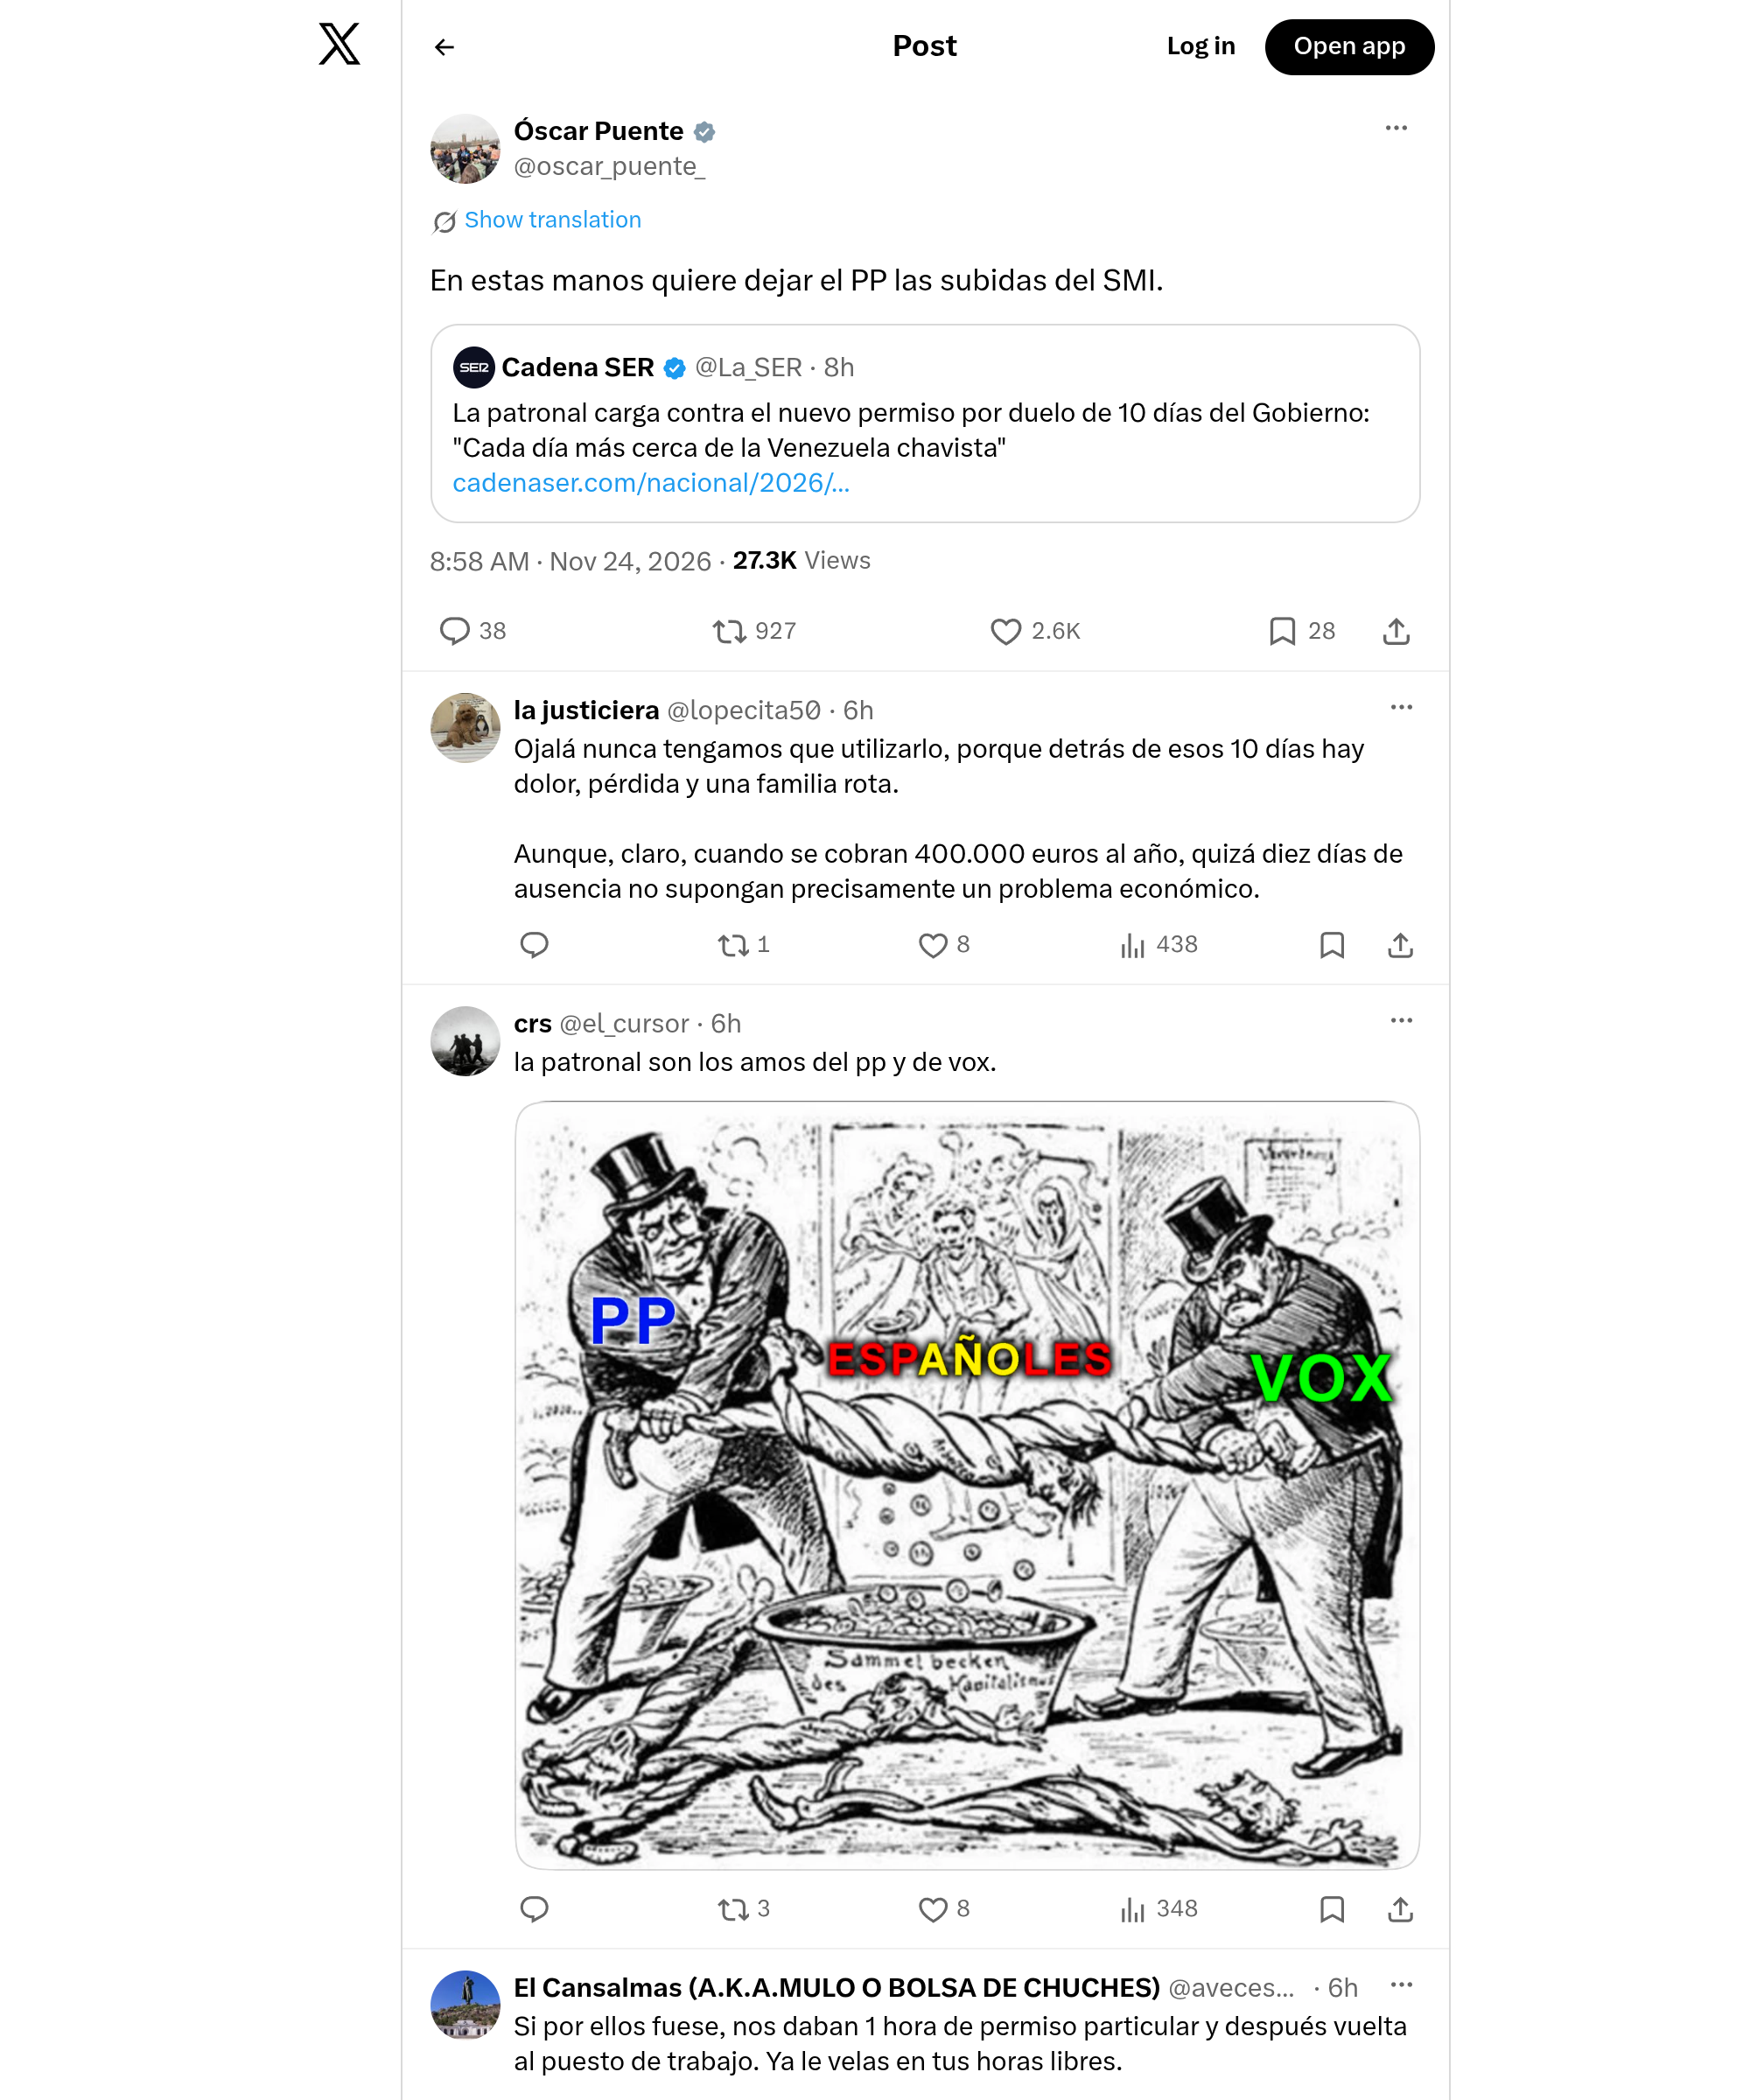 Post
Log in
Open app
Óscar Puente
@oscar_puente_
Show translation
En estas manos quiere dejar el PP las subidas del SMI.
SER
Cadena SER @La_SER · 8h
La patronal carga contra el nuevo permiso por duelo de 10 días del Gobierno:
"Cada día más cerca de la Venezuela chavista"
cadenaser.com/nacional/2026/...
8:58 AM · Nov 24, 2026 · 27.3K Views
38 927 2.6K 28
la justiciera @lopecita50 · 6h
Ojalá nunca tengamos que utilizarlo, porque detrás de esos 10 días hay
dolor, pérdida y una familia rota.
Aunque, claro, cuando se cobran 400.000 euros al año, quizá diez días de
ausencia no supongan precisamente un problema económico.
1 8 438
crs @el_cursor · 6h
la patronal son los amos del pp y de vox.
PP
ESPAÑOLES
VOX
Sammelbecken
des Kapitalismus
3 8 348
El Cansalmas (A.K.A.MULO O BOLSA DE CHUCHES) @aveces... · 6h
Si por ellos fuese, nos daban 1 hora de permiso particular y después vuelta
al puesto de trabajo. Ya le velas en tus horas libres.